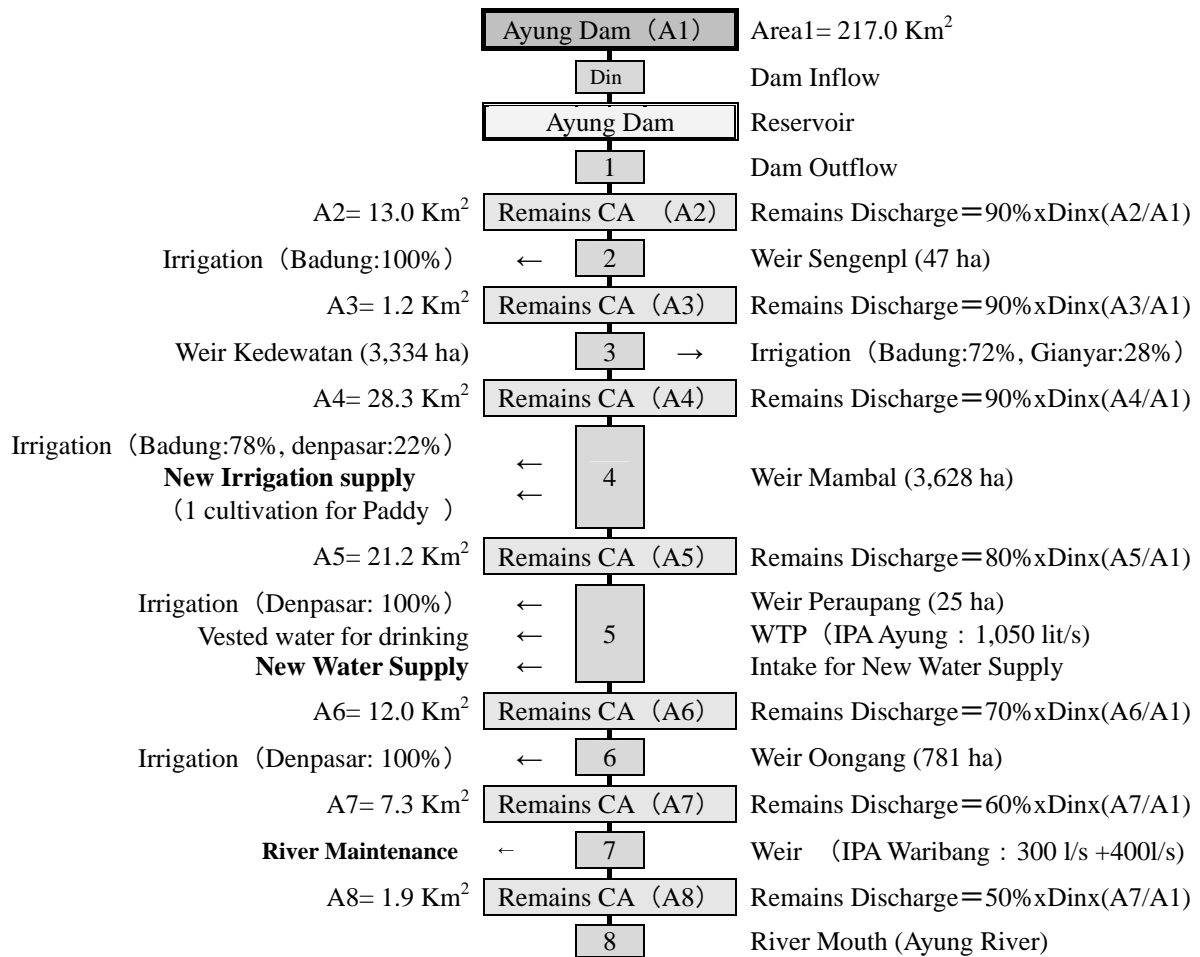 Ayung Dam（A1） Area1= 217.0 Km²
Din Dam Inflow
Ayung Dam Reservoir
1 Dam Outflow
A2= 13.0 Km² Remains CA （A2） Remains Discharge＝90%xDinx(A2/A1)
Irrigation（Badung:100%） ← 2 Weir Sengenpl (47 ha)
A3= 1.2 Km² Remains CA（A3） Remains Discharge＝90%xDinx(A3/A1)
Weir Kedewatan (3,334 ha) 3 → Irrigation（Badung:72%, Gianyar:28%）
A4= 28.3 Km² Remains CA（A4） Remains Discharge＝90%xDinx(A4/A1)
Irrigation（Badung:78%, denpasar:22%） ←
New Irrigation supply ← 4 Weir Mambal (3,628 ha)
（1 cultivation for Paddy ）
A5= 21.2 Km² Remains CA（A5） Remains Discharge＝80%xDinx(A5/A1)
Irrigation（Denpasar: 100%） ← Weir Peraupang (25 ha)
Vested water for drinking ← 5 WTP（IPA Ayung：1,050 lit/s）
New Water Supply ← Intake for New Water Supply
A6= 12.0 Km² Remains CA（A6） Remains Discharge＝70%xDinx(A6/A1)
Irrigation（Denpasar: 100%） ← 6 Weir Oongang (781 ha)
A7= 7.3 Km² Remains CA（A7） Remains Discharge＝60%xDinx(A7/A1)
River Maintenance ← 7 Weir （IPA Waribang：300 l/s +400l/s）
A8= 1.9 Km² Remains CA（A8） Remains Discharge＝50%xDinx(A7/A1)
8 River Mouth (Ayung River)